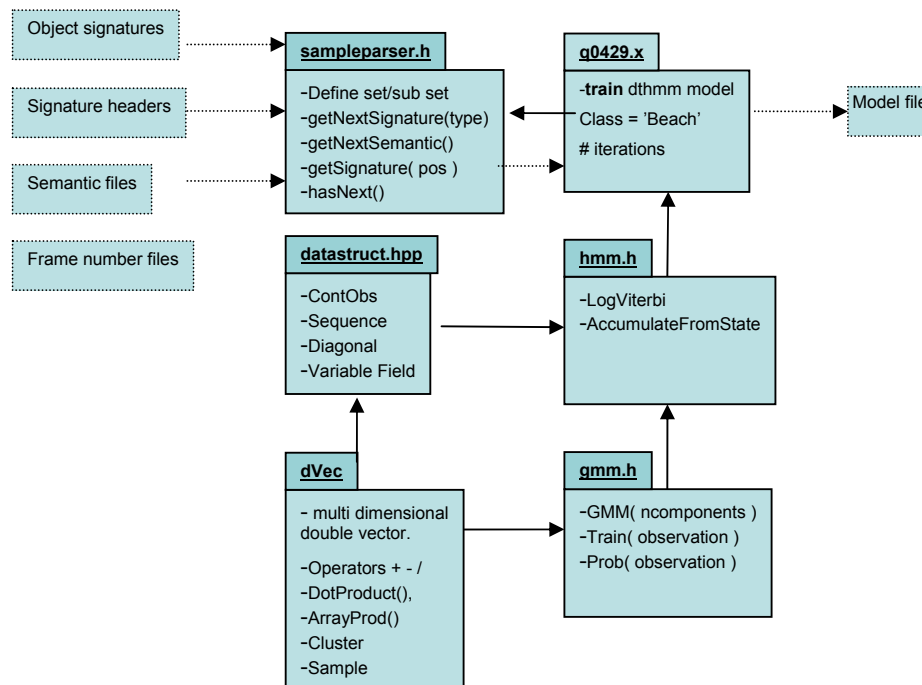 Object signatures
Signature headers
Semantic files
Frame number files
sampleparser.h
-Define set/sub set
-getNextSignature(type)
-getNextSemantic()
-getSignature( pos )
-hasNext()
q0429.x
-train dthmm model
Class = 'Beach'
# iterations
Model file
datastruct.hpp
-ContObs
-Sequence
-Diagonal
-Variable Field
hmm.h
-LogViterbi
-AccumulateFromState
dVec
- multi dimensional
double vector.
-Operators + - /
-DotProduct(),
-ArrayProd()
-Cluster
-Sample
gmm.h
-GMM( ncomponents )
-Train( observation )
-Prob( observation )